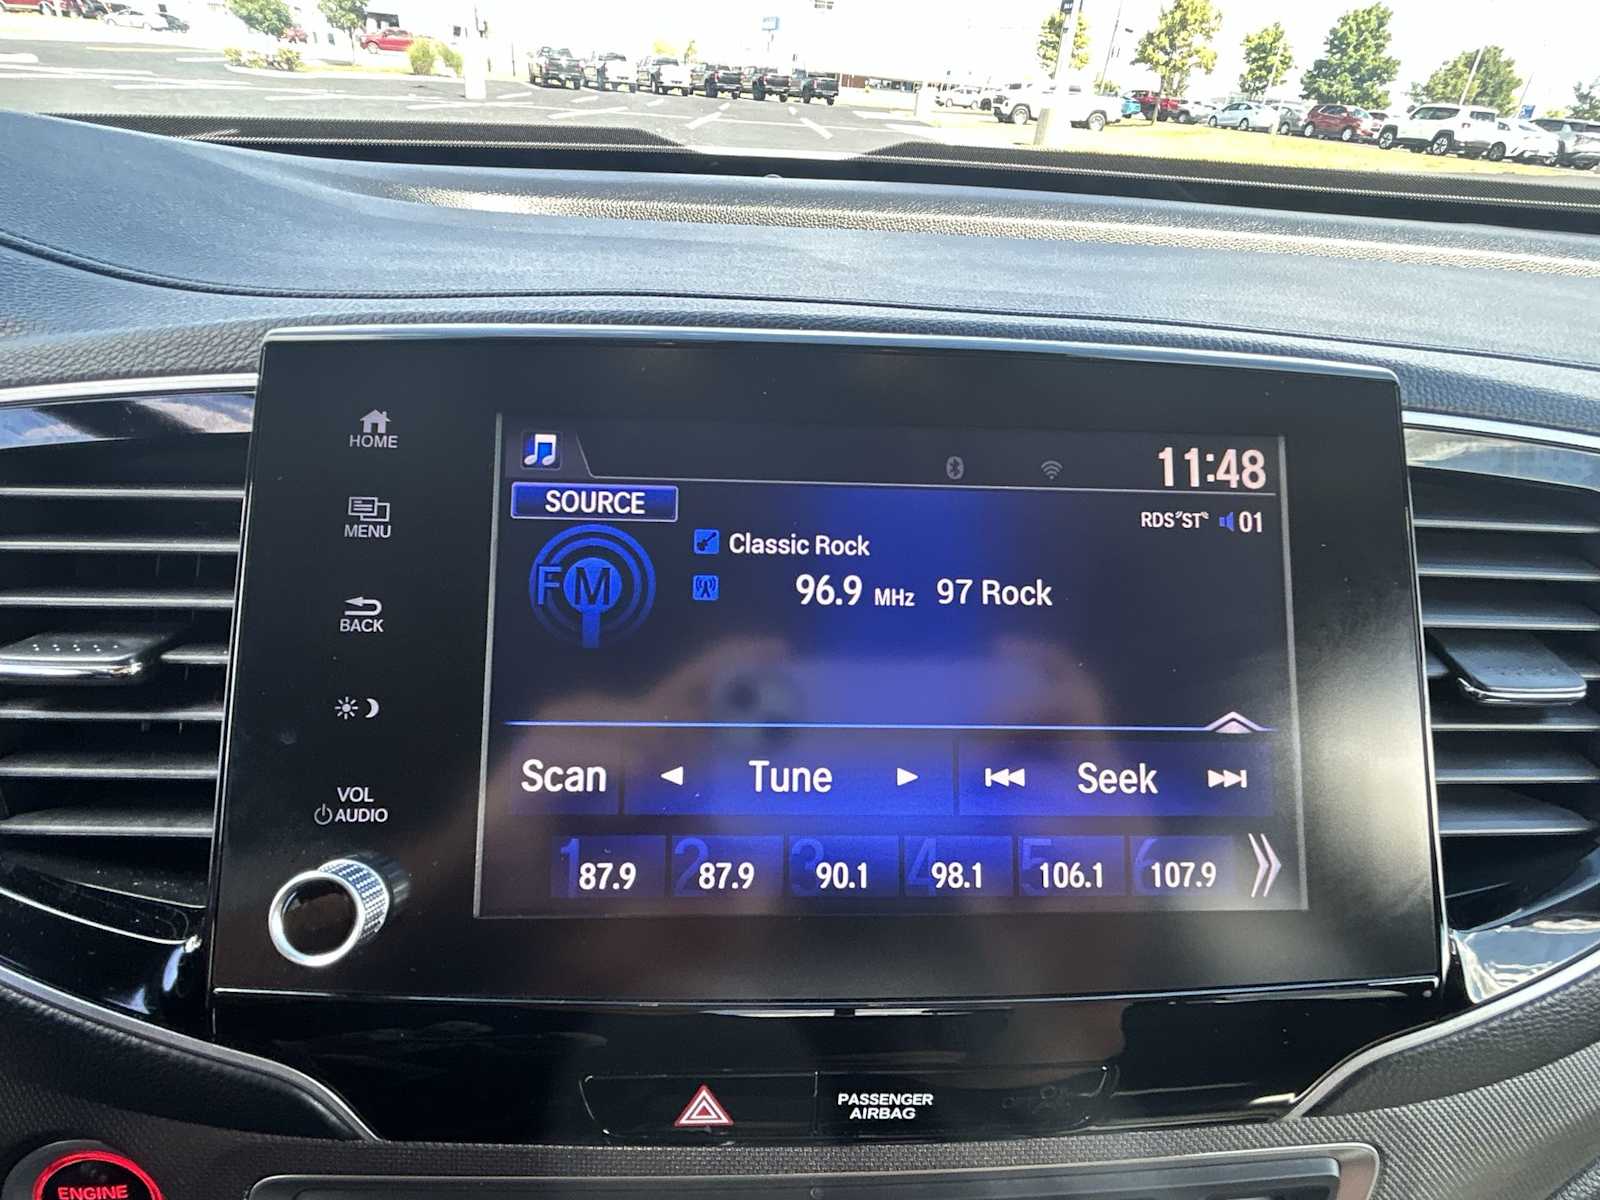 HOME
MENU
BACK
VOL
AUDIO
11:48
SOURCE
RDS ST 01
FM
Classic Rock
96.9 MHz 97 Rock
Scan Tune Seek
1 87.9 2 87.9 3 90.1 4 98.1 5 106.1 6 107.9
PASSENGER
AIRBAG
ENGINE